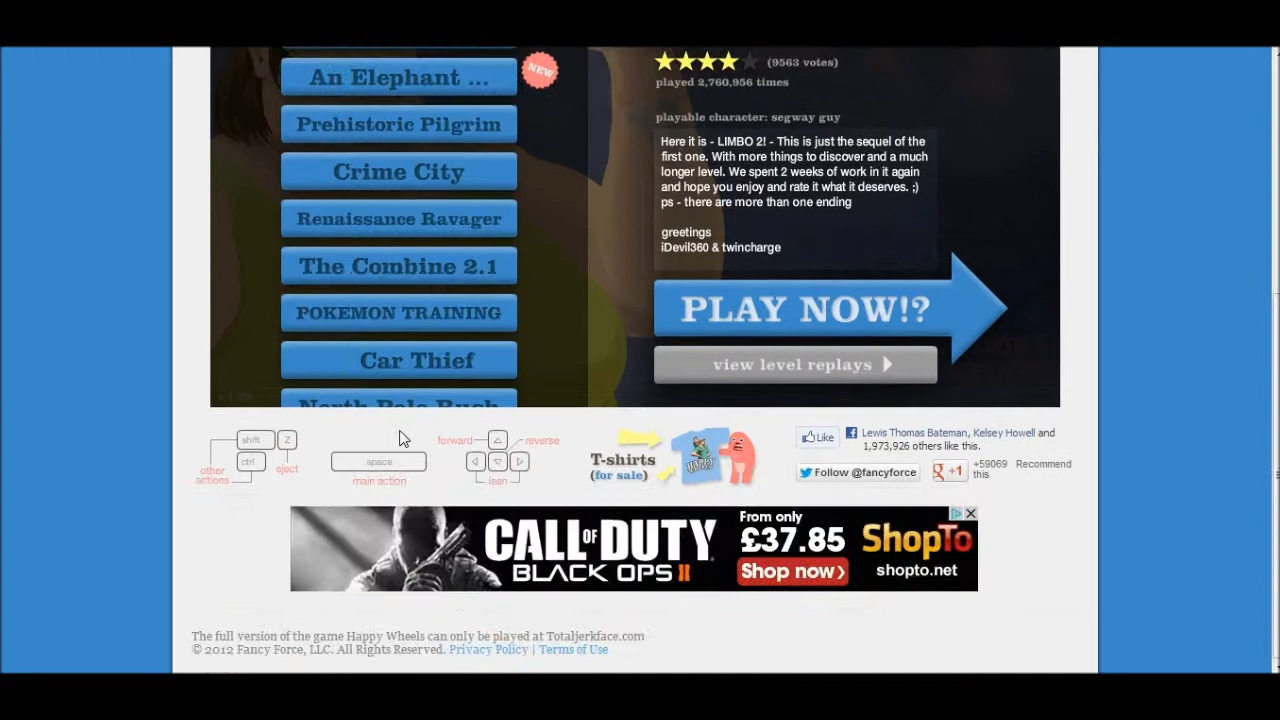 An Elephant ...
NEW
Prehistoric Pilgrim
Crime City
Renaissance Ravager
The Combine 2.1
POKEMON TRAINING
Car Thief
North Pole Rush
(9563 votes)
played 2,760,956 times
playable character: segway guy
Here it is - LIMBO 2! - This is just the sequel of the
first one. With more things to discover and a much
longer level. We spent 2 weeks of work in it again
and hope you enjoy and rate it what it deserves. ;)
ps - there are more than one ending
greetings
iDevil360 & twincharge
PLAY NOW!?
view level replays
shift
Z
ctrl
other
actions
eject
space
main action
forward
reverse
lean
T-shirts
(for sale)
HAPPY
Like
Lewis Thomas Bateman, Kelsey Howell and
1,973,926 others like this.
Follow @fancyforce
g +1
+59069
Recommend
this
CALL OF DUTY
BLACK OPS II
From only
£37.85
Shop now
ShopTo
shopto.net
The full version of the game Happy Wheels can only be played at Totaljerkface.com
© 2012 Fancy Force, LLC. All Rights Reserved. Privacy Policy | Terms of Use